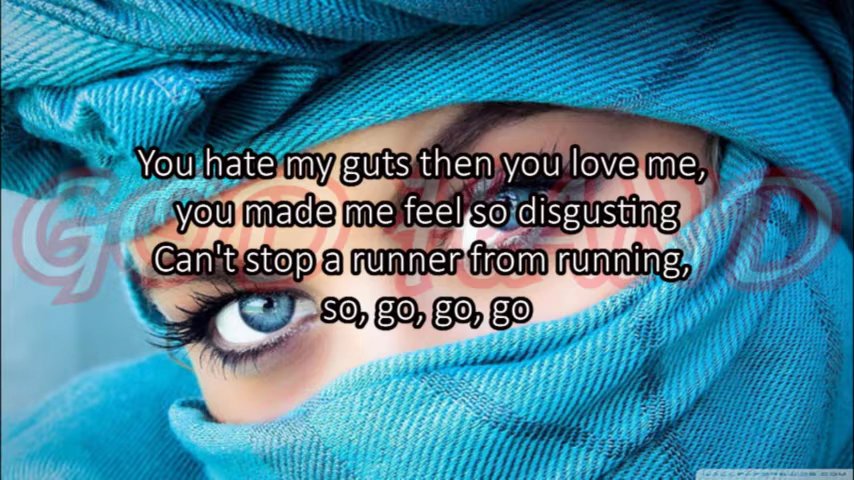 You hate my guts then you love me,
you made me feel so disgusting
Can't stop a runner from running,
so, go, go, go